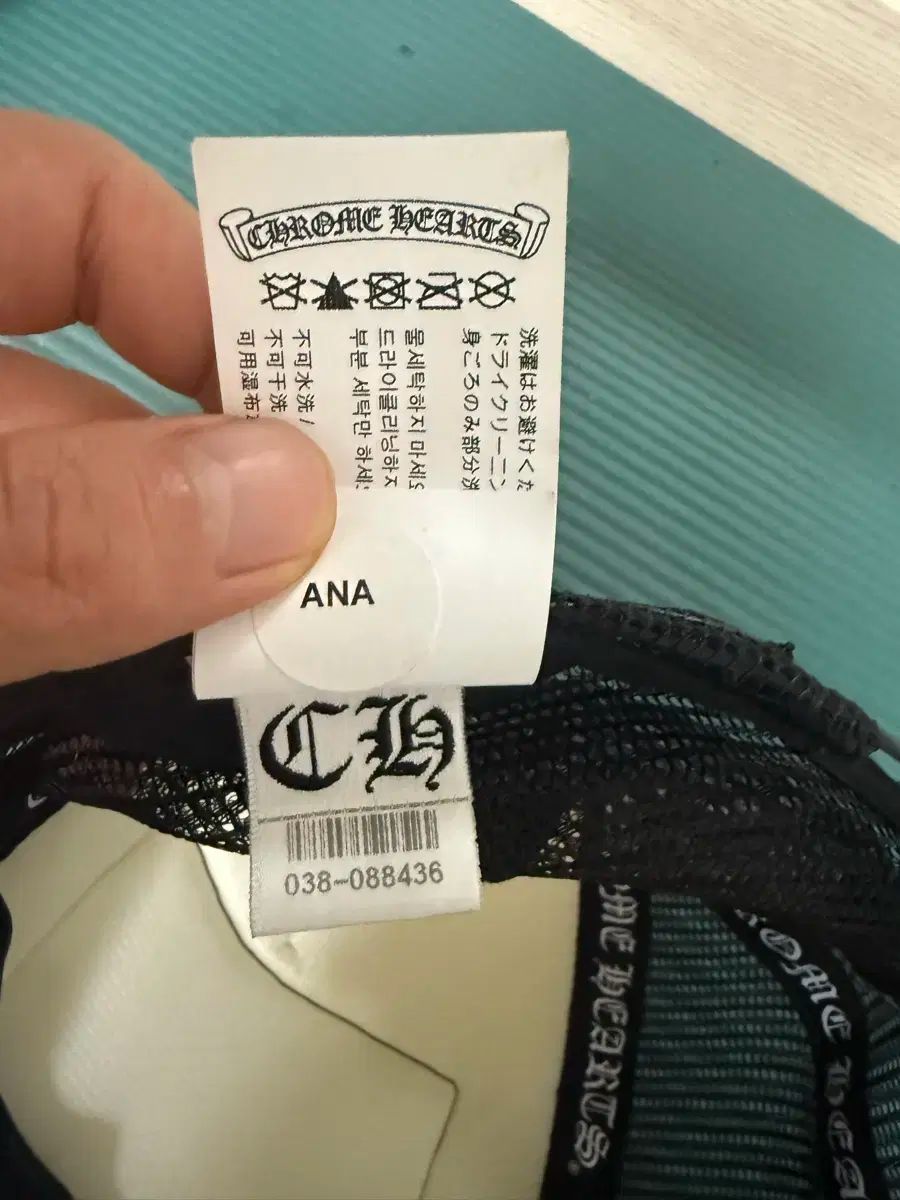 CHROME HEARTS
洗濯はお避けくだ
ドライクリーニン
身ごろのみ部分洗
물세탁하지 마세요
드라이클리닝하지
부분 세탁만 하세
不可水洗/
不可干洗
可用湿布
ANA
CH
038-088436
HEARTS